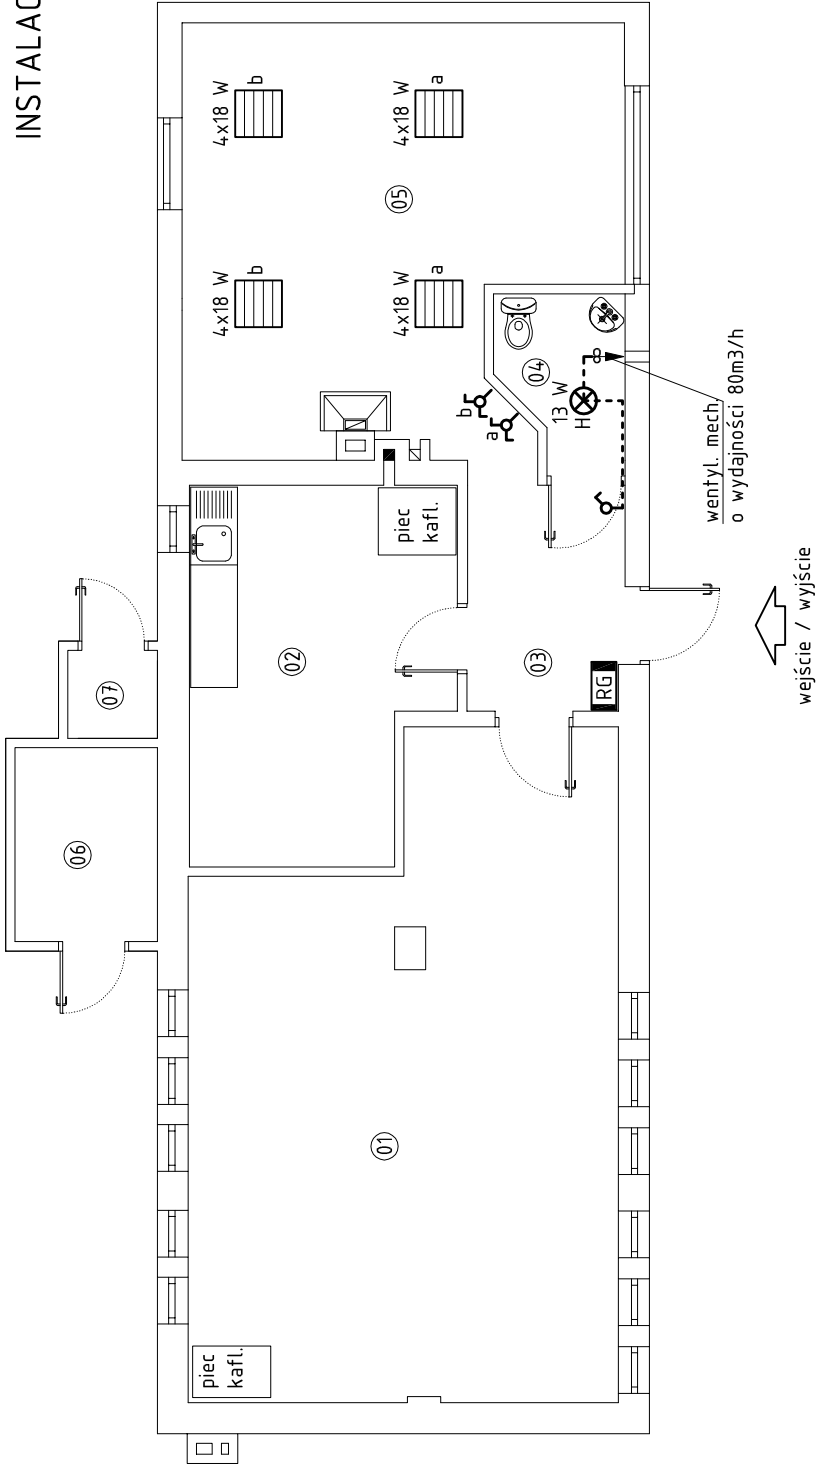 INSTALAC
4x18 W
b
4x18 W
a
05
4x18 W
b
4x18 W
a
04
13 W
H
b
a
wentyl. mech.
o wydajności 80m3/h
piec
kafl.
02
03
RG
wejście / wyjście
07
06
01
piec
kafl.